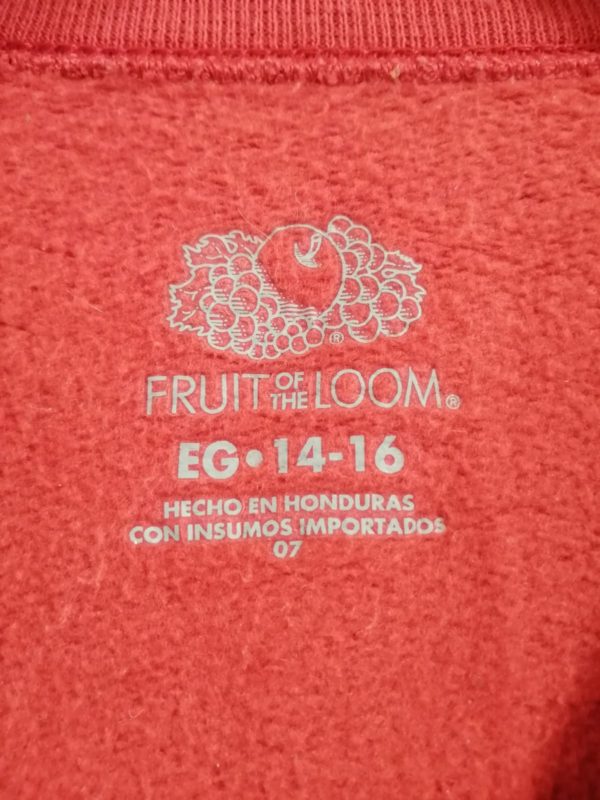 ®
FRUIT OF THE LOOM®
EG•14-16
HECHO EN HONDURAS
CON INSUMOS IMPORTADOS
07